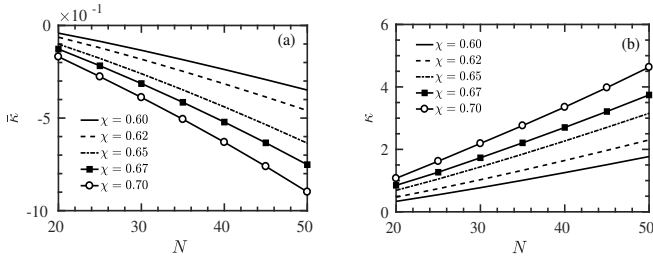 ×10⁻¹
0
(a)
κ̄
-5
χ = 0.60
χ = 0.62
χ = 0.65
χ = 0.67
χ = 0.70
-10
20
30
40
50
N
6
(b)
χ = 0.60
χ = 0.62
χ = 0.65
χ = 0.67
χ = 0.70
4
κ
2
0
20
30
40
50
N